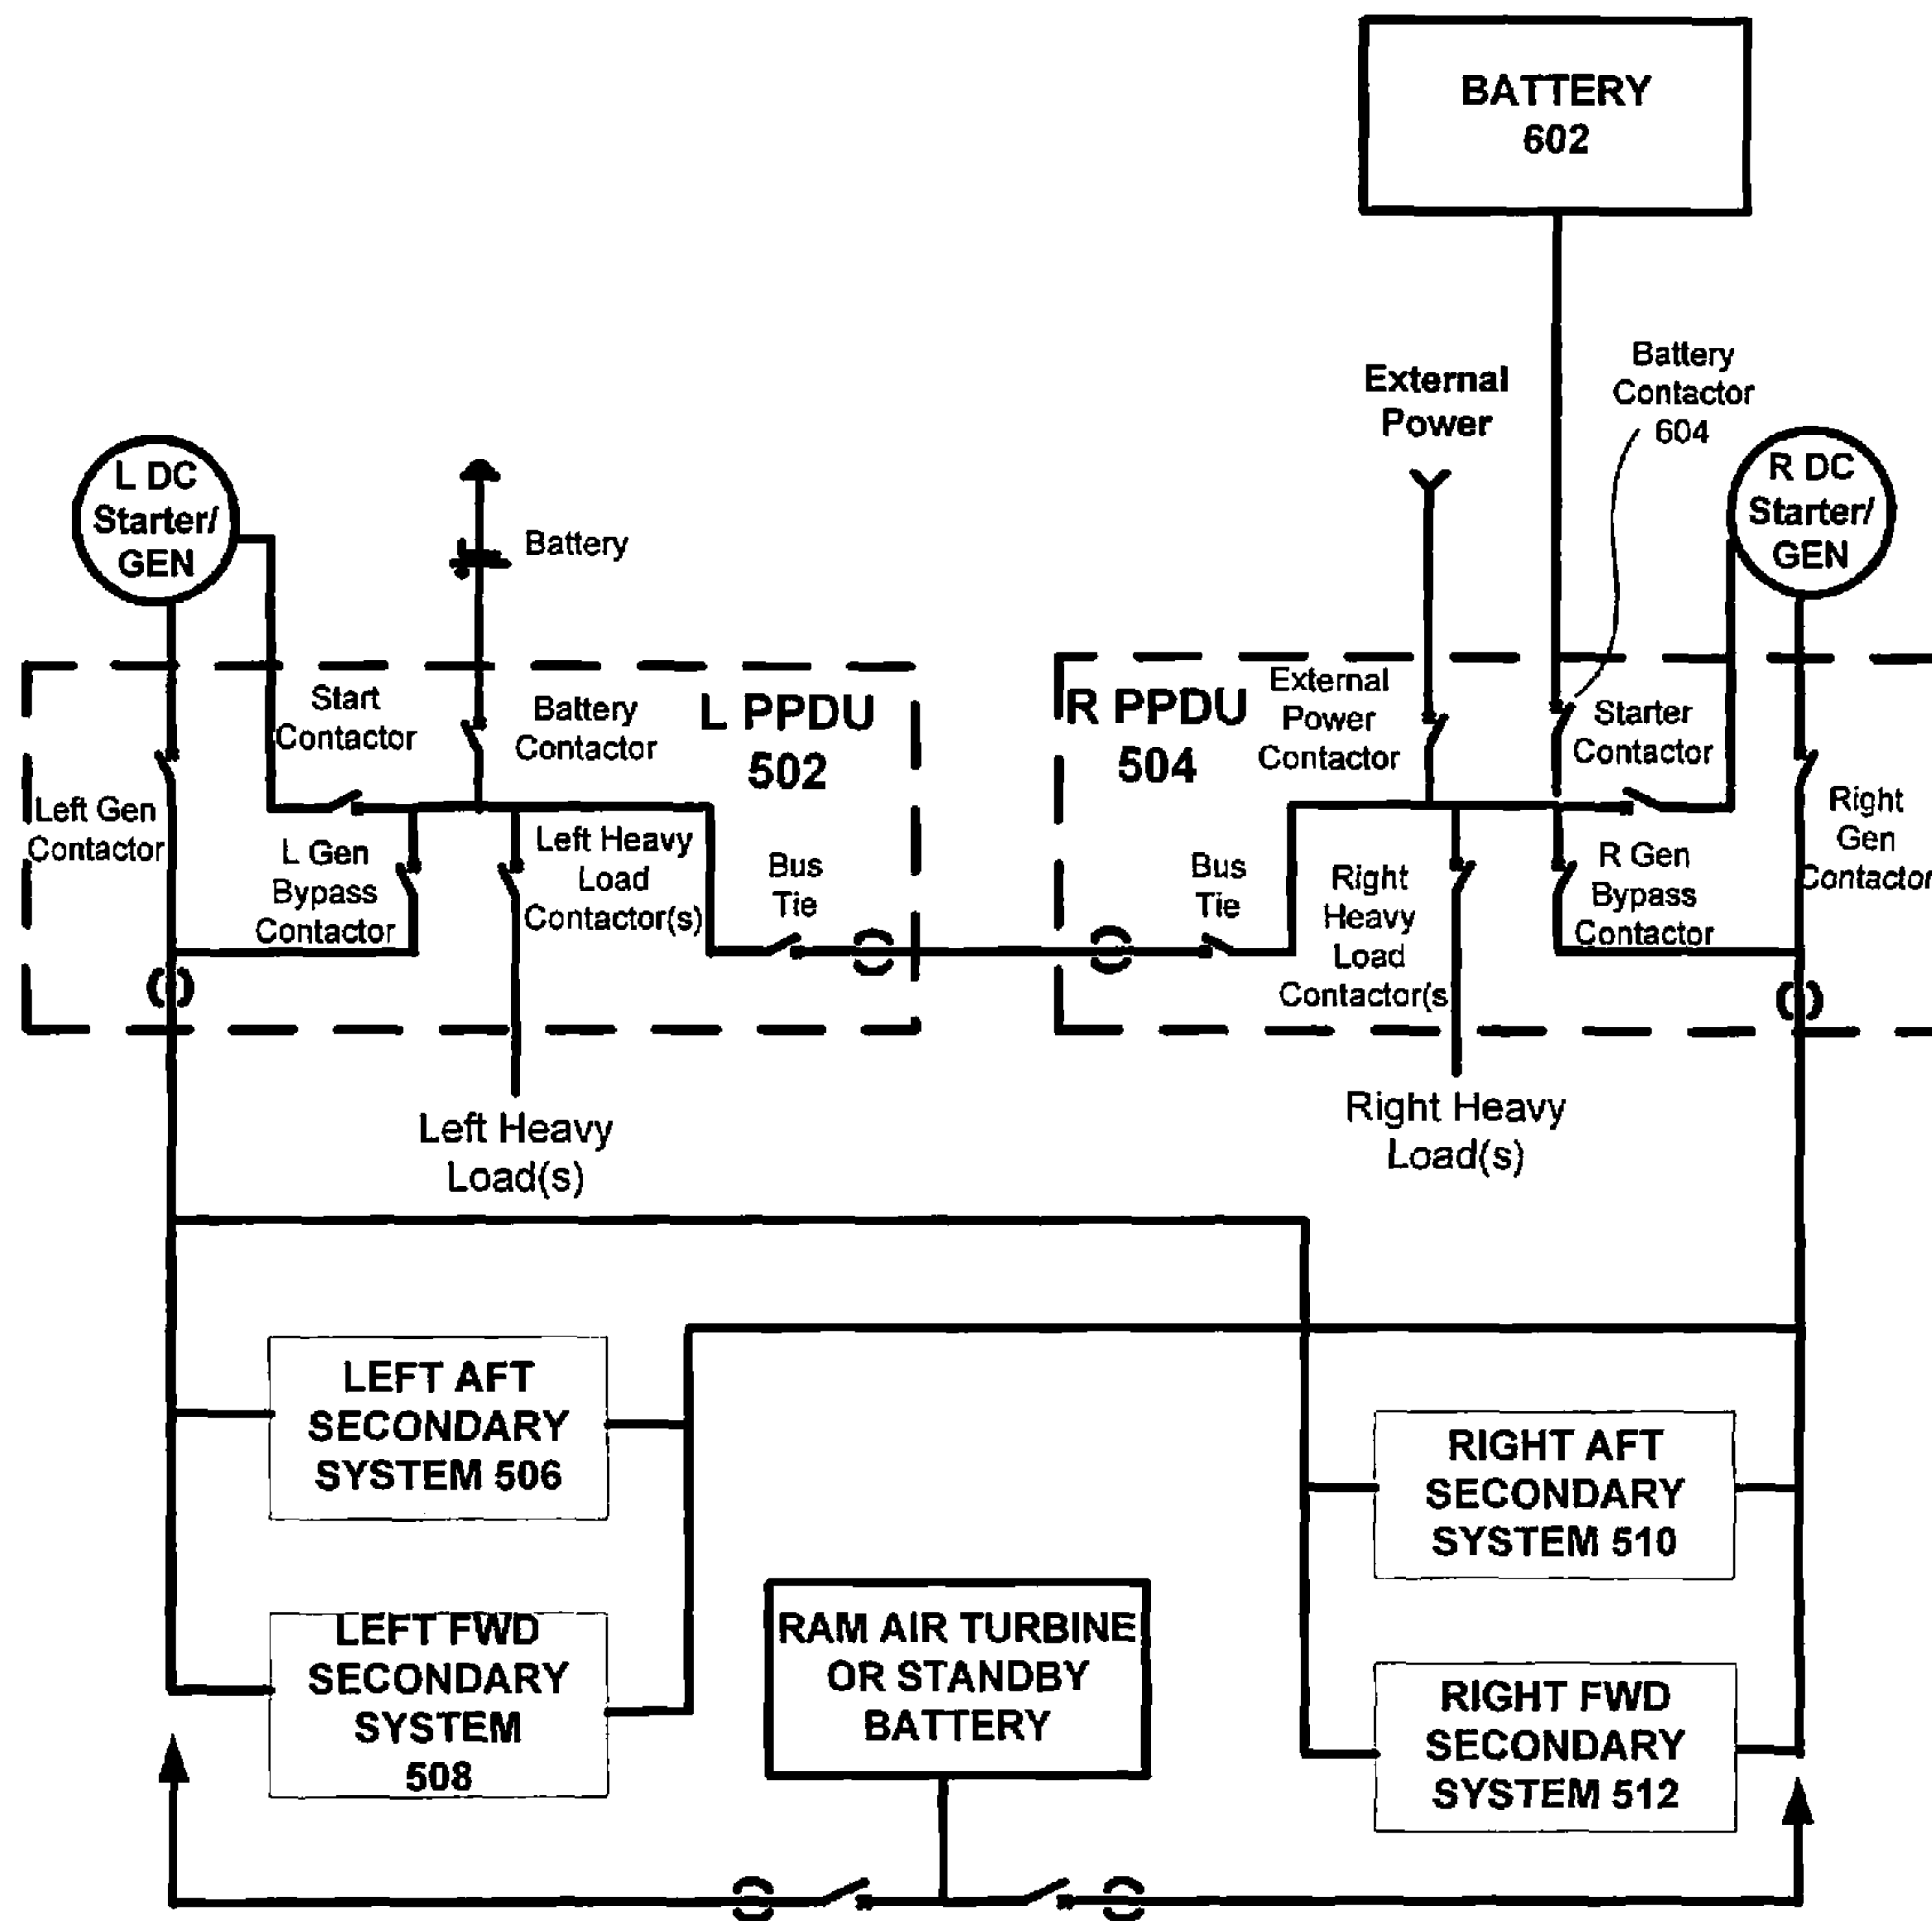 BATTERY
602
External
Power
Battery
Contactor
604
L DC
Starter/
GEN
Battery
R DC
Starter/
GEN
Start
Contactor
Battery
Contactor
L PPDU
502
R PPDU
504
External
Power
Contactor
Starter
Contactor
Left Gen
Contactor
L Gen
Bypass
Contactor
Left Heavy
Load
Contactor(s)
Bus
Tie
Bus
Tie
Right
Heavy
Load
Contactor(s
R Gen
Bypass
Contactor
Right
Gen
Contactor
Left Heavy
Load(s)
Right Heavy
Load(s)
LEFT AFT
SECONDARY
SYSTEM 506
RIGHT AFT
SECONDARY
SYSTEM 510
LEFT FWD
SECONDARY
SYSTEM
508
RAM AIR TURBINE
OR STANDBY
BATTERY
RIGHT FWD
SECONDARY
SYSTEM 512